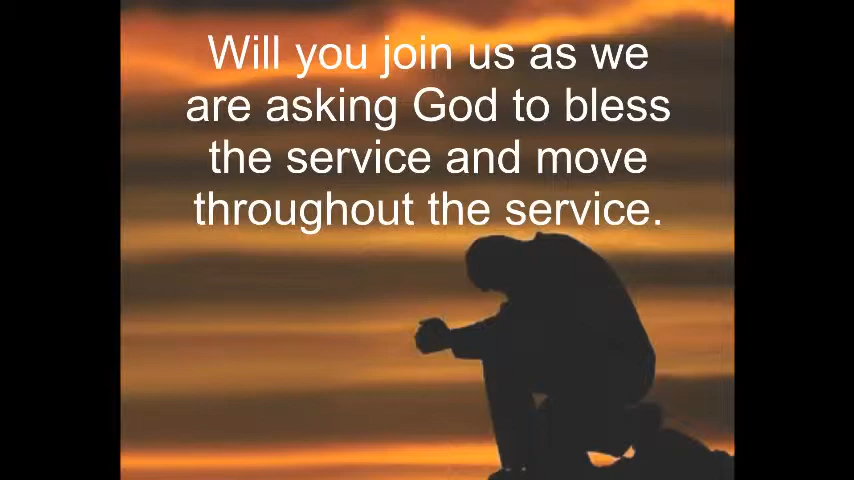 Will you join us as we
are asking God to bless
the service and move
throughout the service.